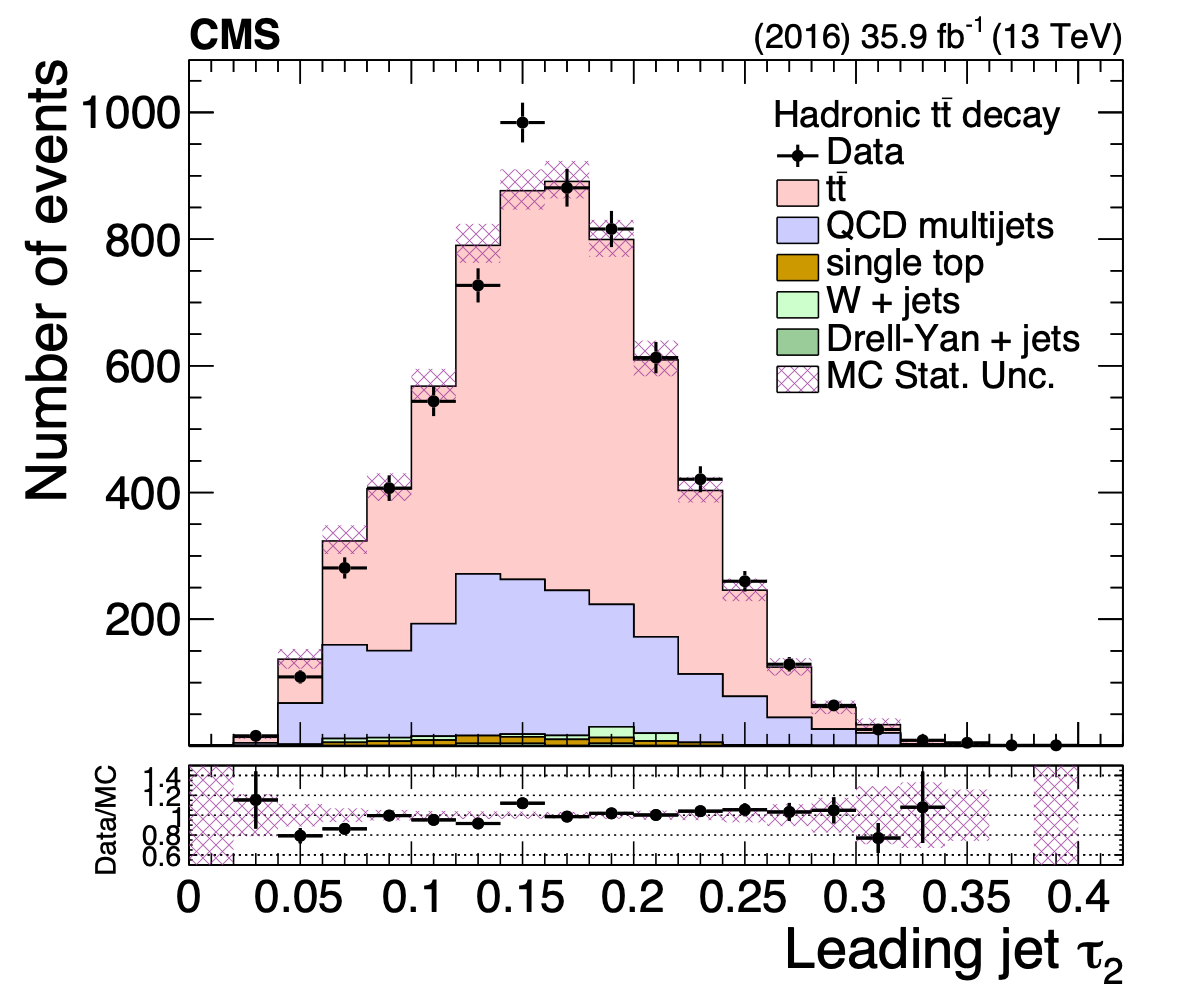 CMS (2016) 35.9 fb⁻¹ (13 TeV)
Number of events
1000
800
600
400
200
Hadronic tt̄ decay
Data
tt̄
QCD multijets
single top
W + jets
Drell-Yan + jets
MC Stat. Unc.
Data/MC
1.4
1.2
1
0.8
0.6
0 0.05 0.1 0.15 0.2 0.25 0.3 0.35 0.4
Leading jet τ₂